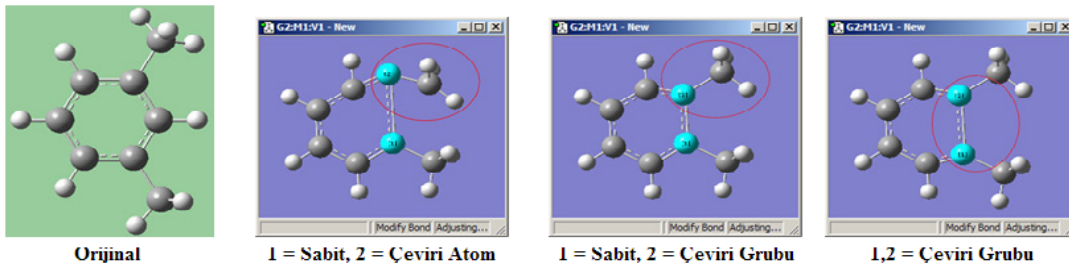 G2:M1:V1 - New
G2:M1:V1 - New
G2:M1:V1 - New
Modify Bond Adjusting...
Modify Bond Adjusting...
Modify Bond Adjusting...
Orijinal
1 = Sabit, 2 = Çeviri Atom
1 = Sabit, 2 = Çeviri Grubu
1,2 = Çeviri Grubu